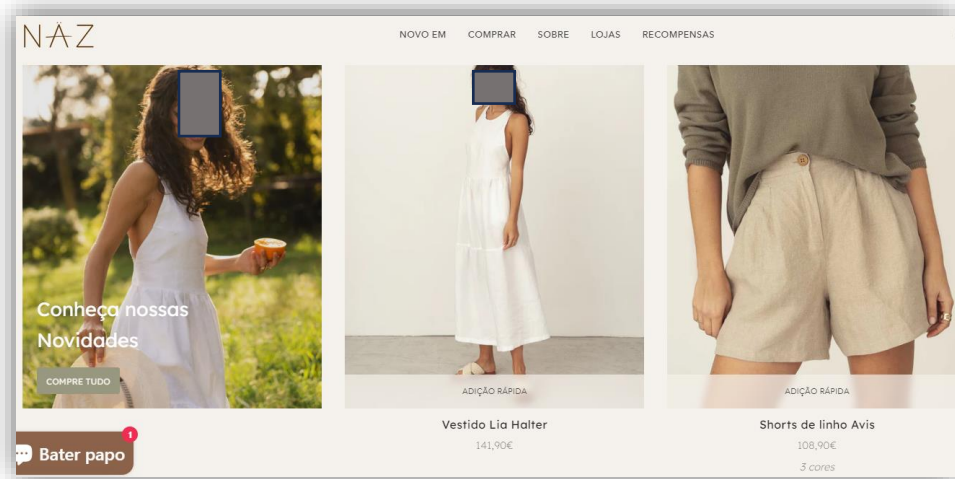 NÄZ
NOVO EM COMPRAR SOBRE LOJAS RECOMPENSAS
Conheça nossas
Novidades
COMPRE TUDO
ADIÇÃO RÁPIDA
Vestido Lia Halter
141,90€
ADIÇÃO RÁPIDA
Shorts de linho Avis
108,90€
3 cores
1
Bater papo